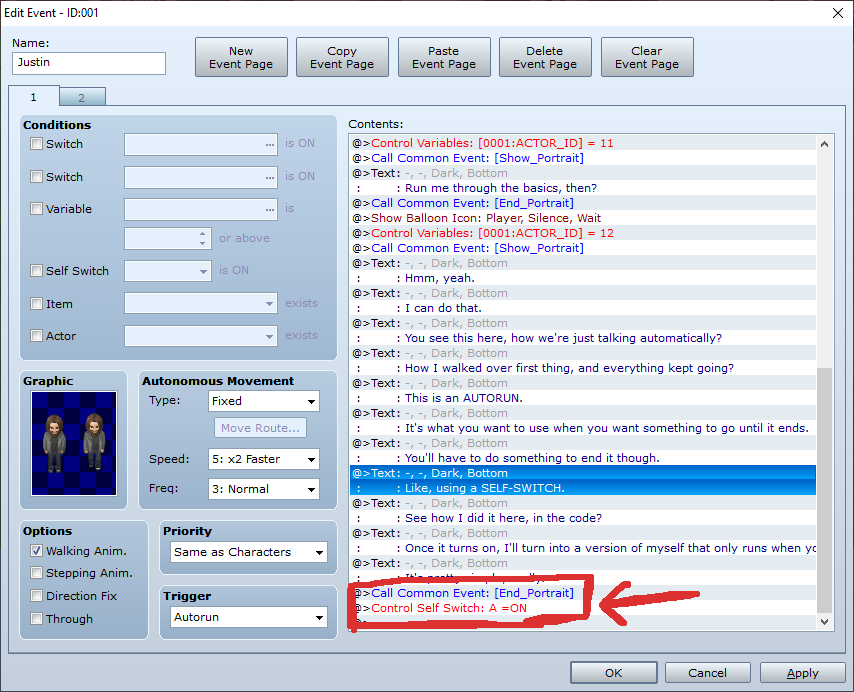 Edit Event - ID:001
Name:
Justin
New
Event Page
Copy
Event Page
Paste
Event Page
Delete
Event Page
Clear
Event Page
1
2
Conditions
Switch
... is ON
Switch
... is ON
Variable
... is
or above
Self Switch
is ON
Item
exists
Actor
exists
Graphic
Autonomous Movement
Type:
Fixed
Move Route...
Speed:
5: x2 Faster
Freq:
3: Normal
Options
Walking Anim.
Stepping Anim.
Direction Fix
Through
Priority
Same as Characters
Trigger
Autorun
Contents:
@>Control Variables: [0001:ACTOR_ID] = 11
@>Call Common Event: [Show_Portrait]
@>Text: -, -, Dark, Bottom
: : Run me through the basics, then?
@>Call Common Event: [End_Portrait]
@>Show Balloon Icon: Player, Silence, Wait
@>Control Variables: [0001:ACTOR_ID] = 12
@>Call Common Event: [Show_Portrait]
@>Text: -, -, Dark, Bottom
: : Hmm, yeah.
@>Text: -, -, Dark, Bottom
: : I can do that.
@>Text: -, -, Dark, Bottom
: : You see this here, how we're just talking automatically?
@>Text: -, -, Dark, Bottom
: : How I walked over first thing, and everything kept going?
@>Text: -, -, Dark, Bottom
: : This is an AUTORUN.
@>Text: -, -, Dark, Bottom
: : It's what you want to use when you want something to go until it ends.
@>Text: -, -, Dark, Bottom
: : You'll have to do something to end it though.
@>Text: -, -, Dark, Bottom
: : Like, using a SELF-SWITCH.
@>Text: -, -, Dark, Bottom
: : See how I did it here, in the code?
@>Text: -, -, Dark, Bottom
: : Once it turns on, I'll turn into a version of myself that only runs when
@>Text: -, -, Dark, Bottom
@>Call Common Event: [End_Portrait]
@>Control Self Switch: A =ON
OK
Cancel
Apply